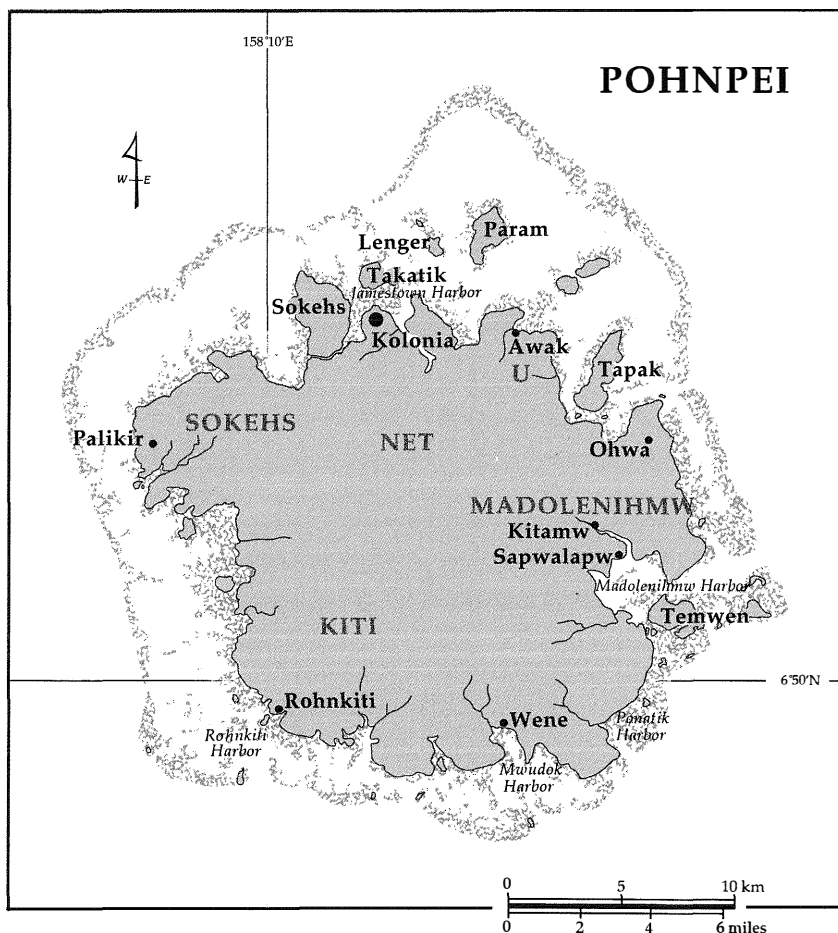 158°10'E
POHNPEI
W E
Param
Lenger
Takatik
Jamestown Harbor
Sokehs
Kolonia
Awak
U
Tapak
SOKEHS
Palikir
NET
Ohwa
MADOLENIHMW
Kitamw
Sapwalapw
Madolenihmw Harbor
Temwen
KITI
6°50'N
Rohnkiti
Rohnkiti
Harbor
Wene
Ponatik
Harbor
Mwudok
Harbor
0 5 10 km
0 2 4 6 miles